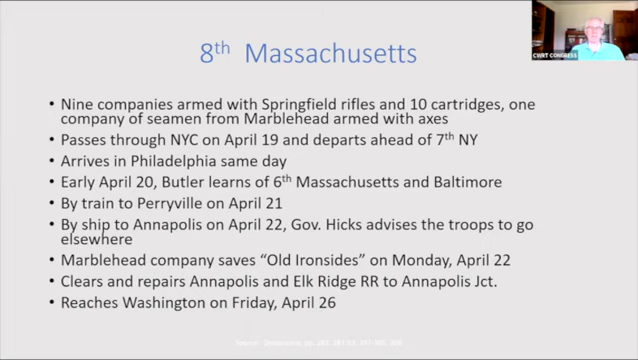 CURT CONGRESS
8th Massachusetts
• Nine companies armed with Springfield rifles and 10 cartridges, one
company of seamen from Marblehead armed with axes
• Passes through NYC on April 19 and departs ahead of 7th NY
• Arrives in Philadelphia same day
• Early April 20, Butler learns of 6th Massachusetts and Baltimore
• By train to Perryville on April 21
• By ship to Annapolis on April 22, Gov. Hicks advises the troops to go
elsewhere
• Marblehead company saves “Old Ironsides” on Monday, April 22
• Clears and repairs Annapolis and Elk Ridge RR to Annapolis Jct.
• Reaches Washington on Friday, April 26